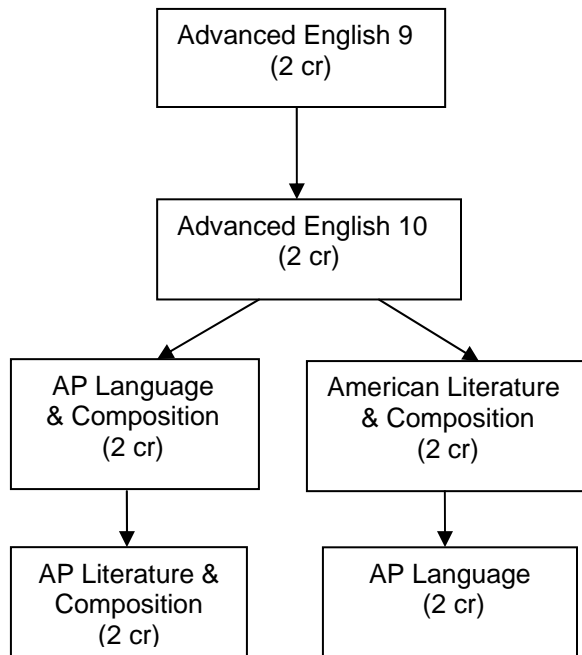 Advanced English 9
(2 cr)
Advanced English 10
(2 cr)
AP Language
& Composition
(2 cr)
American Literature
& Composition
(2 cr)
AP Literature &
Composition
(2 cr)
AP Language
(2 cr)